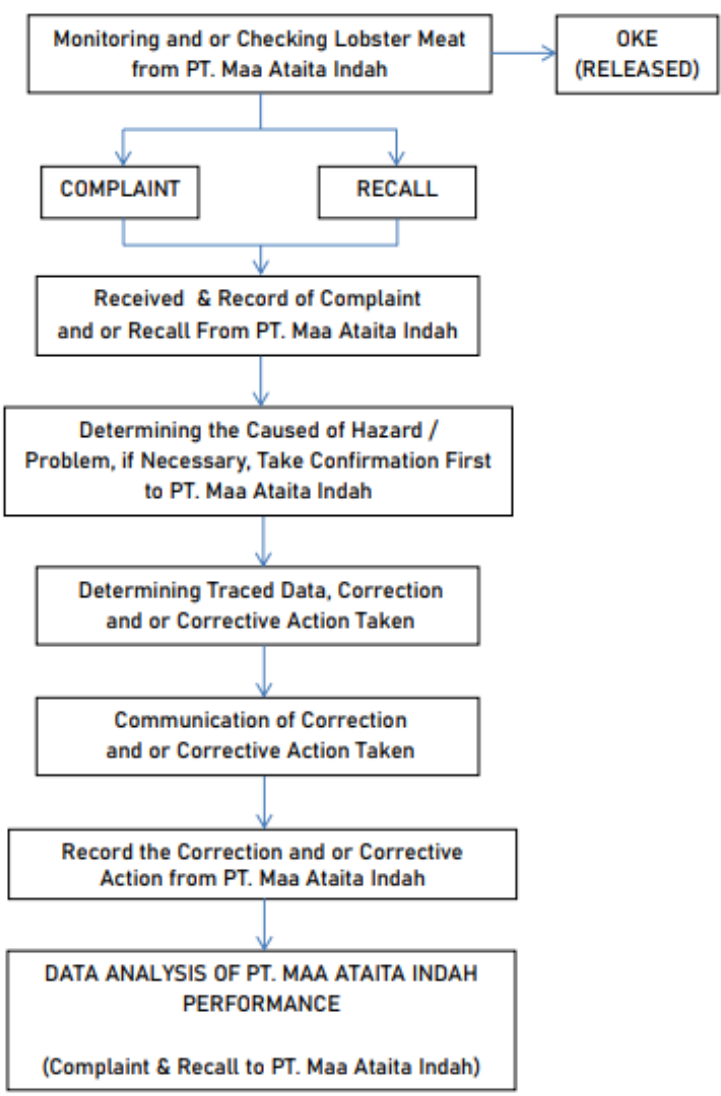 Monitoring and or Checking Lobster Meat
from PT. Maa Ataita Indah
OKE
(RELEASED)
COMPLAINT
RECALL
Received & Record of Complaint
and or Recall From PT. Maa Ataita Indah
Determining the Caused of Hazard /
Problem, if Necessary, Take Confirmation First
to PT. Maa Ataita Indah
Determining Traced Data, Correction
and or Corrective Action Taken
Communication of Correction
and or Corrective Action Taken
Record the Correction and or Corrective
Action from PT. Maa Ataita Indah
DATA ANALYSIS OF PT. MAA ATAITA INDAH
PERFORMANCE
(Complaint & Recall to PT. Maa Ataita Indah)